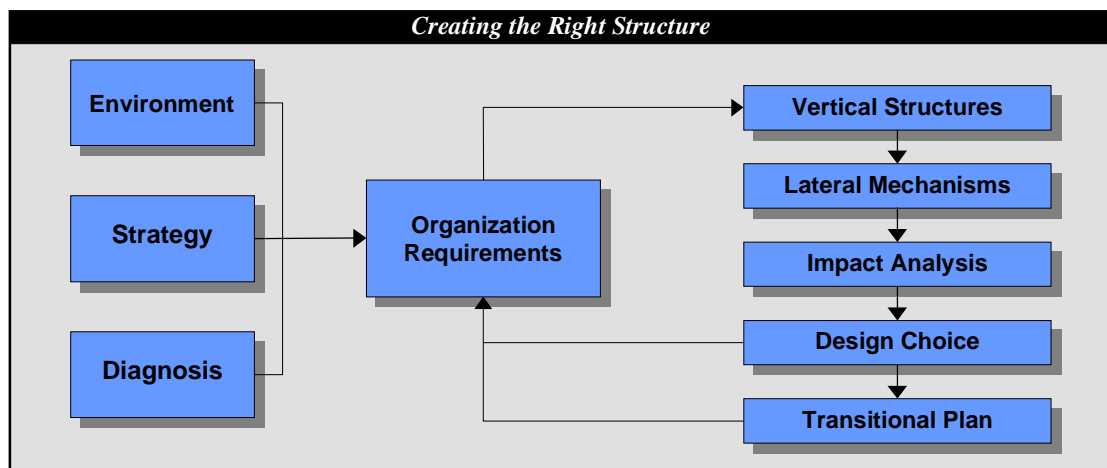 Creating the Right Structure
Environment
Strategy
Diagnosis
Organization
Requirements
Vertical Structures
Lateral Mechanisms
Impact Analysis
Design Choice
Transitional Plan